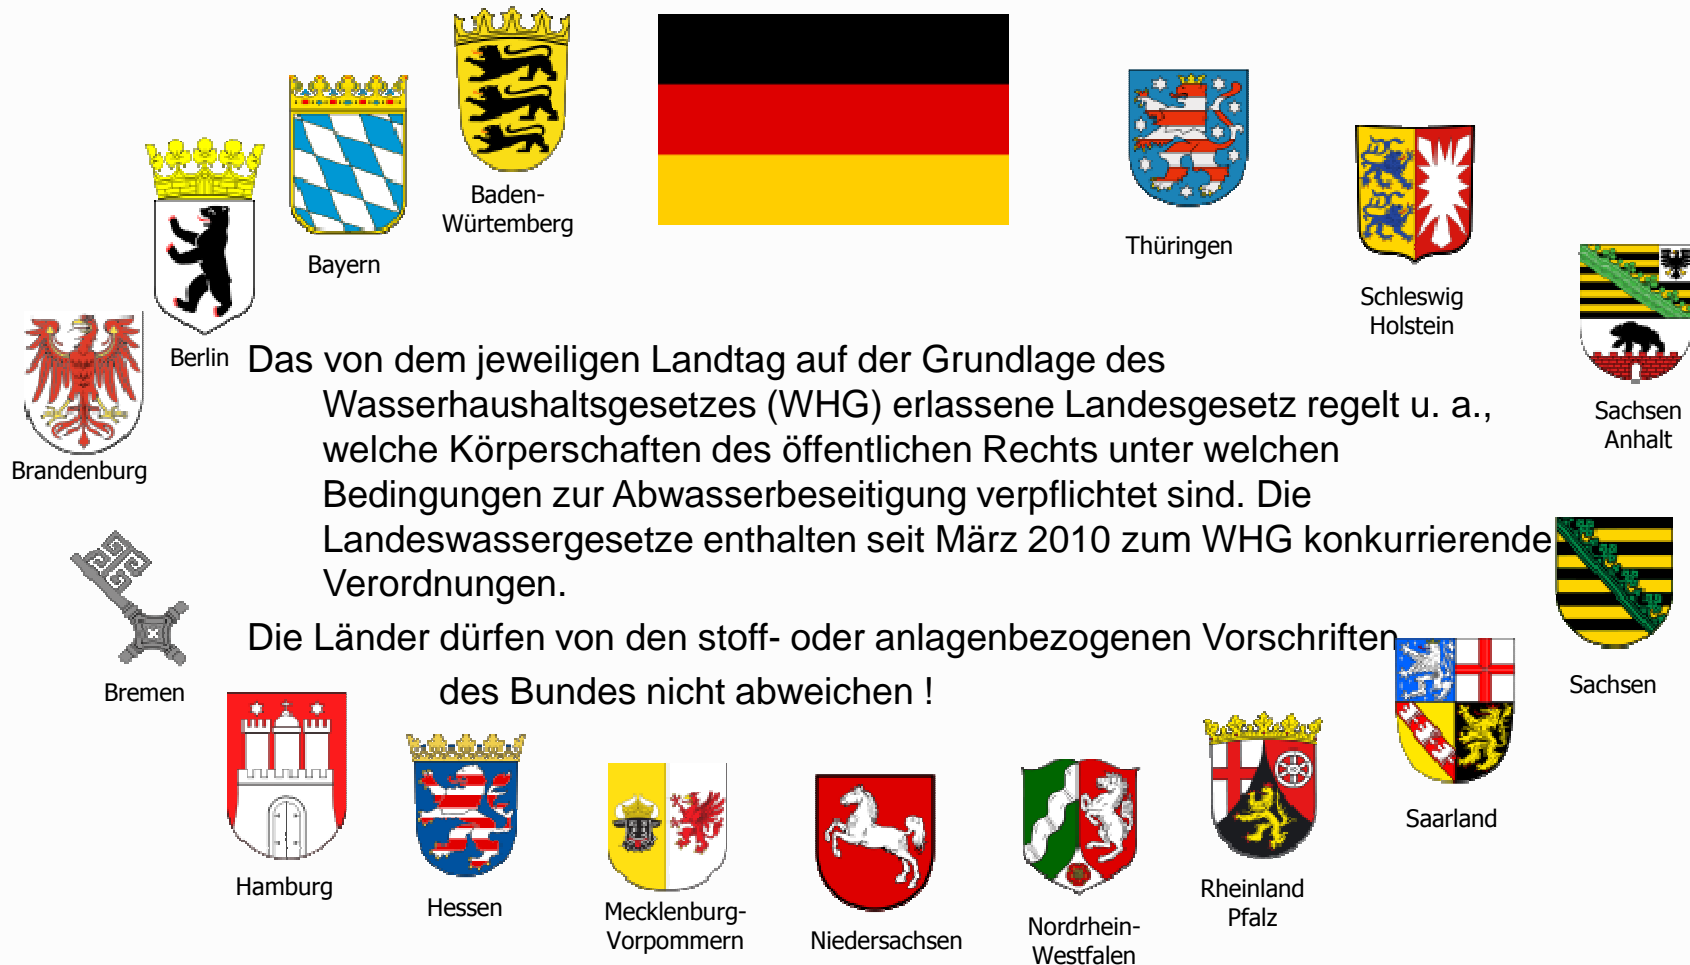 Baden-
Würtemberg
Bayern
Berlin
Brandenburg
Bremen
Hamburg
Hessen
Mecklenburg-
Vorpommern
Niedersachsen
Nordrhein-
Westfalen
Rheinland
Pfalz
Saarland
Sachsen
Sachsen
Anhalt
Schleswig
Holstein
Thüringen
Das von dem jeweiligen Landtag auf der Grundlage des
Wasserhaushaltsgesetzes (WHG) erlassene Landesgesetz regelt u. a.,
welche Körperschaften des öffentlichen Rechts unter welchen
Bedingungen zur Abwasserbeseitigung verpflichtet sind. Die
Landeswassergesetze enthalten seit März 2010 zum WHG konkurrierende
Verordnungen.
Die Länder dürfen von den stoff- oder anlagenbezogenen Vorschriften
des Bundes nicht abweichen !